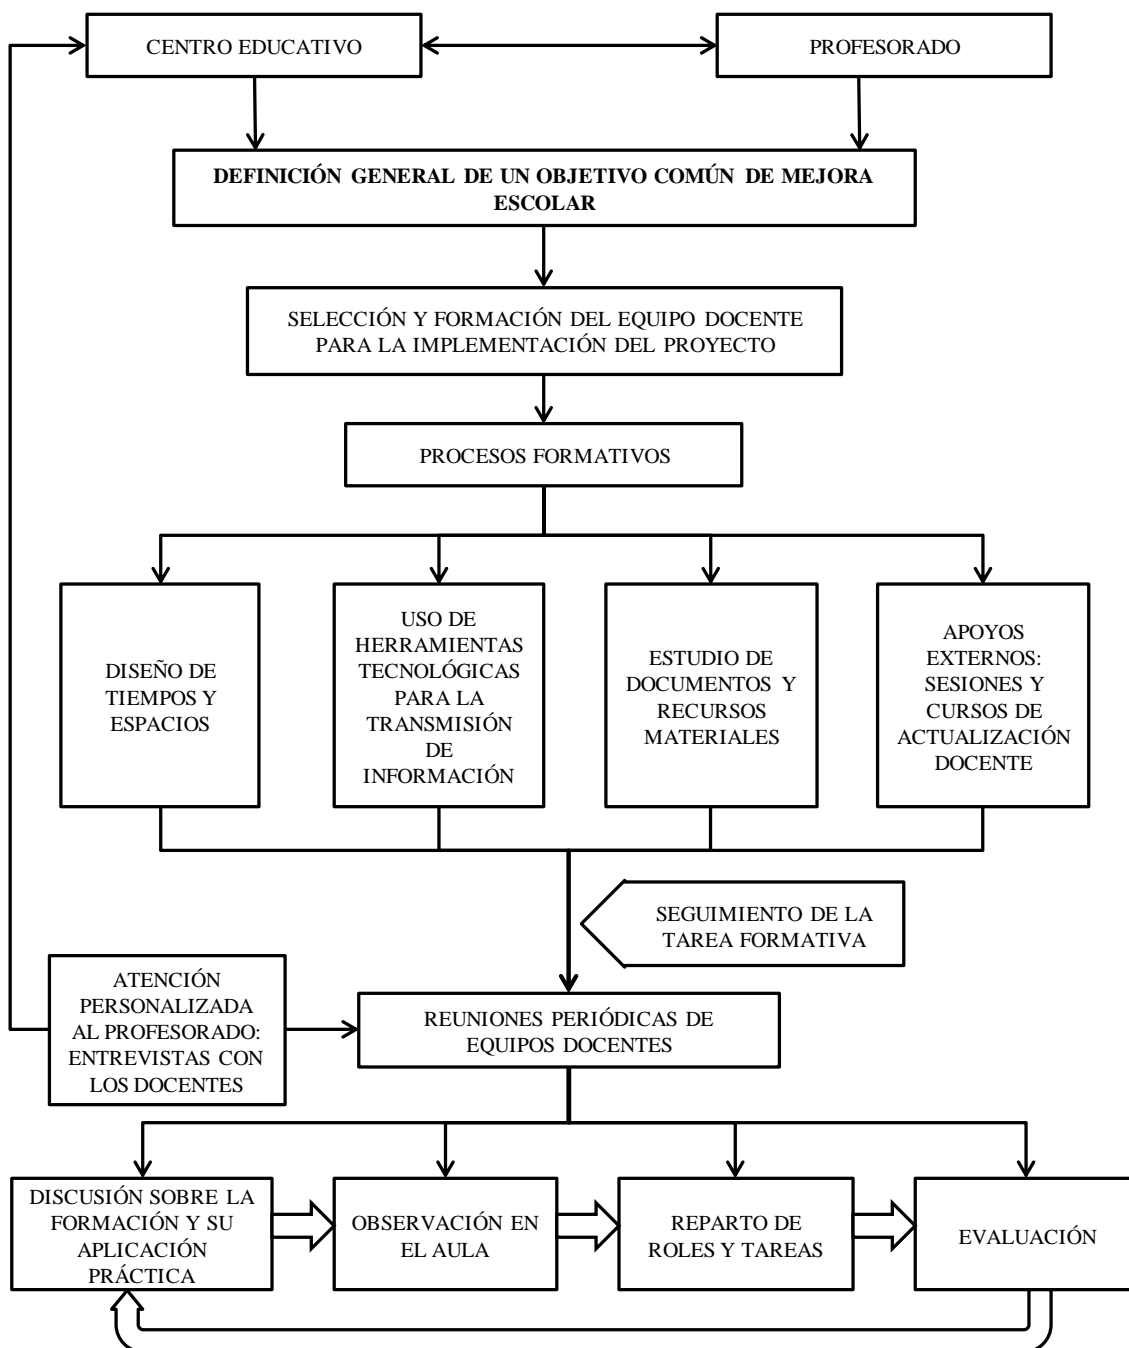 CENTRO EDUCATIVO
PROFESORADO
DEFINICIÓN GENERAL DE UN OBJETIVO COMÚN DE MEJORA
ESCOLAR
SELECCIÓN Y FORMACIÓN DEL EQUIPO DOCENTE
PARA LA IMPLEMENTACIÓN DEL PROYECTO
PROCESOS FORMATIVOS
DISEÑO DE
TIEMPOS Y
ESPACIOS
USO DE
HERRAMIENTAS
TECNOLÓGICAS
PARA LA
TRANSMISIÓN
DE
INFORMACIÓN
ESTUDIO DE
DOCUMENTOS Y
RECURSOS
MATERIALES
APOYOS
EXTERNOS:
SESIONES Y
CURSOS DE
ACTUALIZACIÓN
DOCENTE
SEGUIMIENTO DE LA
TAREA FORMATIVA
ATENCIÓN
PERSONALIZADA
AL PROFESORADO:
ENTREVISTAS CON
LOS DOCENTES
REUNIONES PERIÓDICAS DE
EQUIPOS DOCENTES
DISCUSIÓN SOBRE LA
FORMACIÓN Y SU
APLICACIÓN
PRÁCTICA
OBSERVACIÓN EN
EL AULA
REPARTO DE
ROLES Y TAREAS
EVALUACIÓN